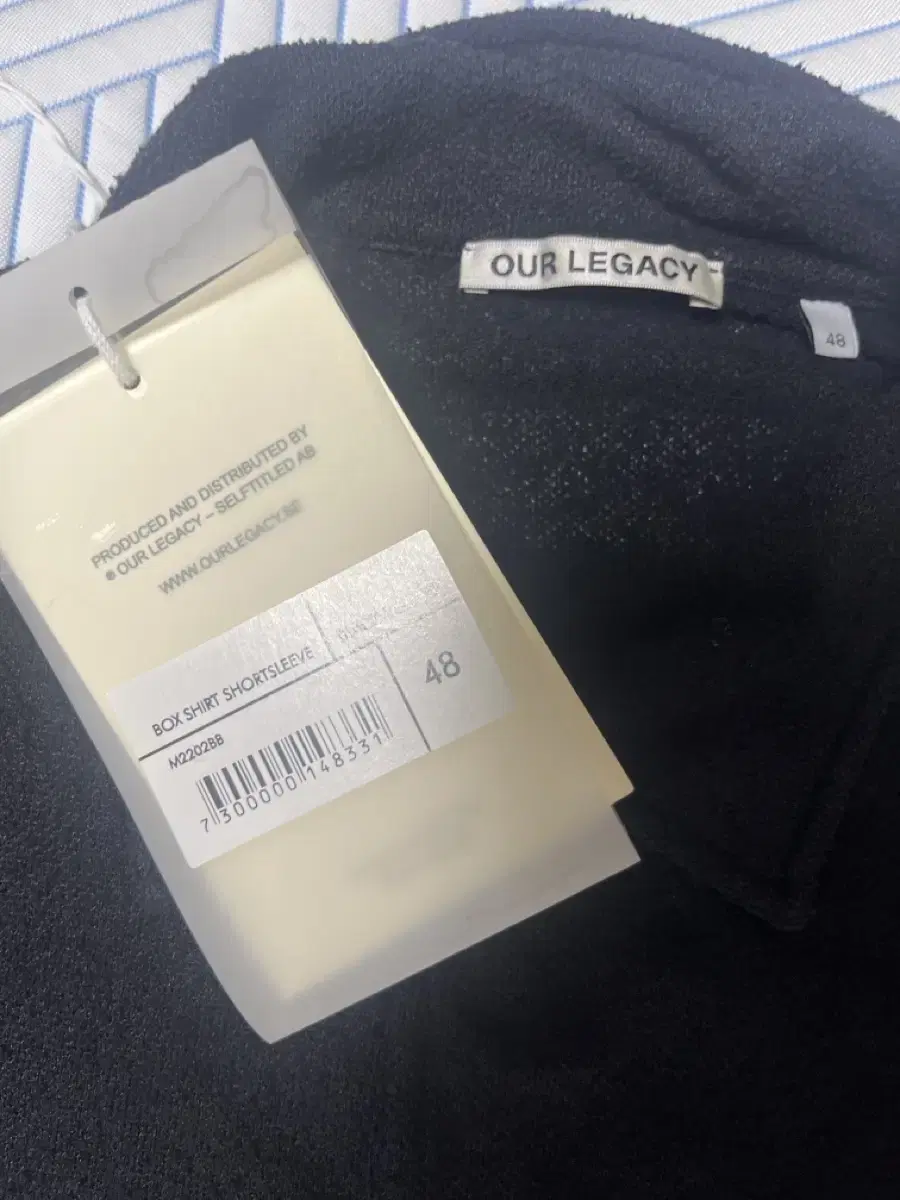 OUR LEGACY
48
PRODUCED AND DISTRIBUTED BY
© OUR LEGACY – SELFTITLED AB
WWW.OURLEGACY.SE
BOX SHIRT SHORTSLEEVE
M2202BB
48
7 300000 148331